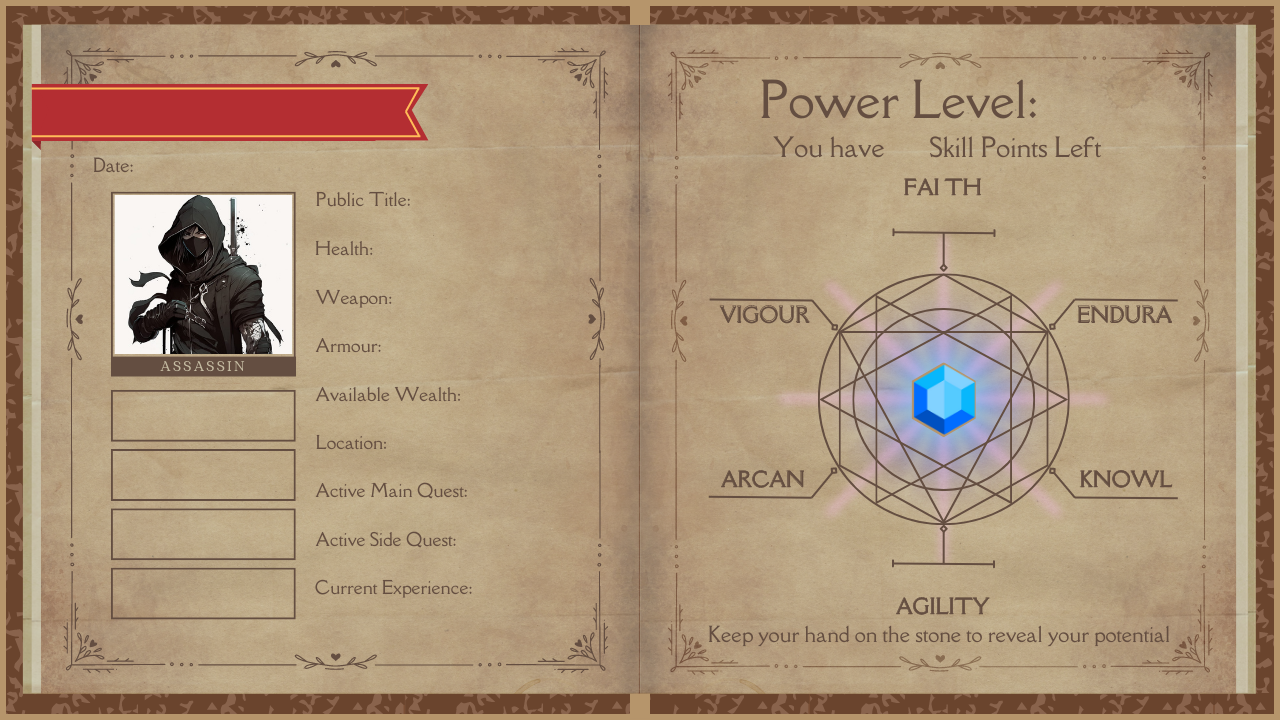 Date:
ASSASSIN
Public Title:
Health:
Weapon:
Armour:
Available Wealth:
Location:
Active Main Quest:
Active Side Quest:
Current Experience:
Power Level:
You have Skill Points Left
FAI TH
VIGOUR
ENDURA
ARCAN
KNOWL
AGILITY
Keep your hand on the stone to reveal your potential